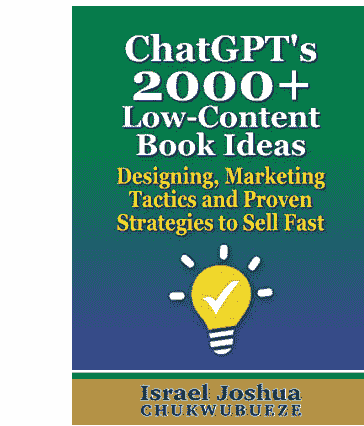 ChatGPT's
2000+
Low-Content
Book Ideas
Designing, Marketing
Tactics and Proven
Strategies to Sell Fast
Israel Joshua
CHUKWUBUEZE